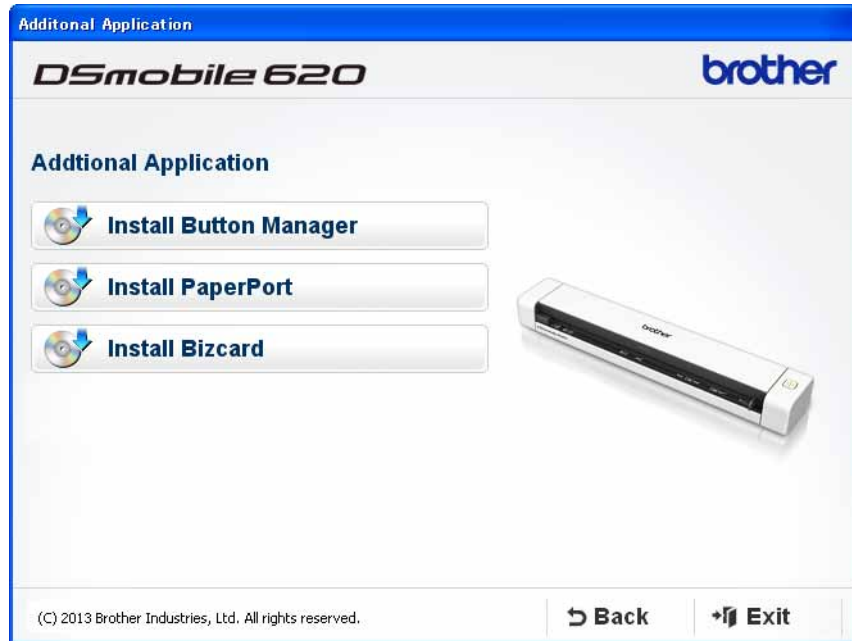 Additonal Application
DSmobile 620
brother
Addtional Application
Install Button Manager
Install PaperPort
Install Bizcard
brother
(C) 2013 Brother Industries, Ltd. All rights reserved.
Back
Exit